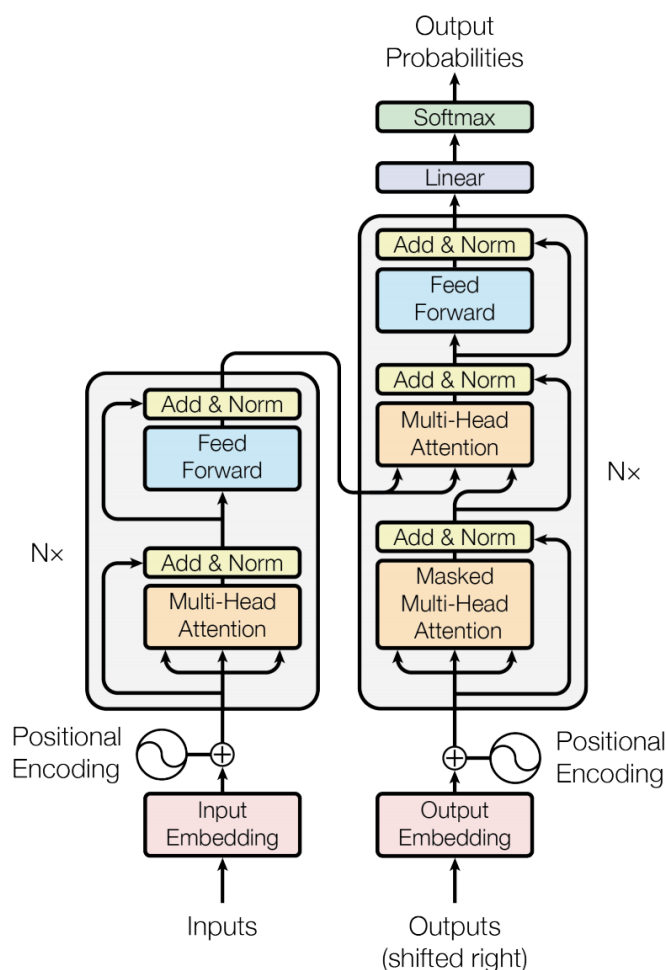 Output
Probabilities
Softmax
Linear
Add & Norm
Feed
Forward
Add & Norm
Multi-Head
Attention
Nx
Add & Norm
Masked
Multi-Head
Attention
Add & Norm
Feed
Forward
Nx
Add & Norm
Multi-Head
Attention
Positional
Encoding
Positional
Encoding
Input
Embedding
Output
Embedding
Inputs
Outputs
(shifted right)